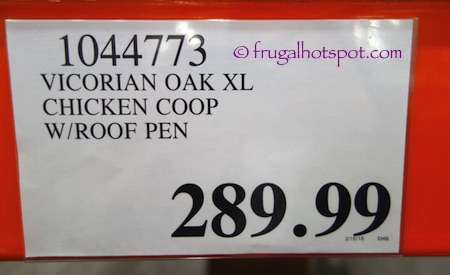 1044773
© frugalhotspot.com
VICORIAN OAK XL
CHICKEN COOP
W/ROOF PEN
289.99